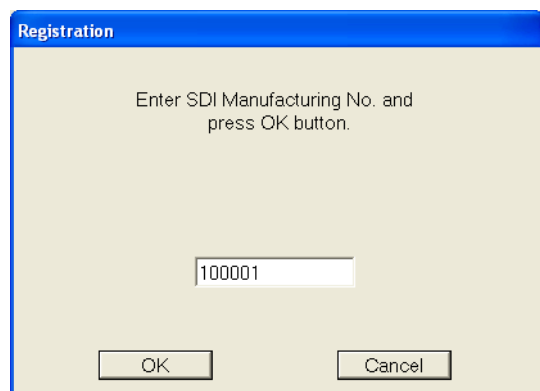 Registration
Enter SDI Manufacturing No. and
press OK button.
100001
OK
Cancel